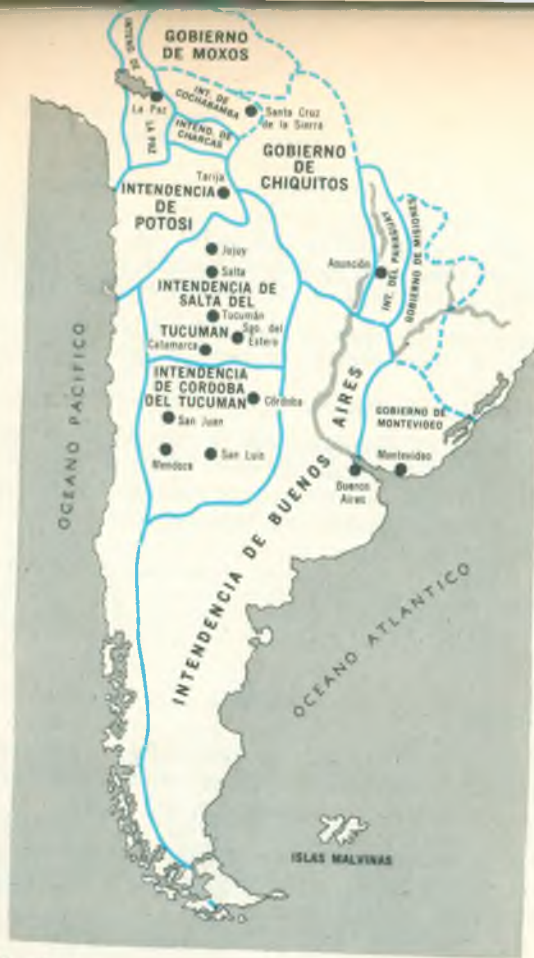 INTEND. DE
LA PAZ
GOBIERNO
DE MOXOS
La Paz
INT. DE
COCHABAMBA
Santa Cruz
de la Sierra
INTEND. DE
CHARCAS
GOBIERNO
DE
CHIQUITOS
Tarija
INTENDENCIA
DE
POTOSI
Jujuy
Salta
INTENDENCIA DE
SALTA DEL
Tucumán
TUCUMAN
Sgo. del
Estero
Catamarca
Asunción
INT. DEL PARAGUAY
GOBIERNO DE MISIONES
INTENDENCIA
DE CORDOBA
DEL TUCUMAN
Córdoba
San Juan
Mendoza
San Luis
GOBIERNO DE
MONTEVIDEO
Montevideo
Buenos
Aires
INTENDENCIA DE BUENOS AIRES
OCEANO PACIFICO
OCEANO ATLANTICO
ISLAS MALVINAS